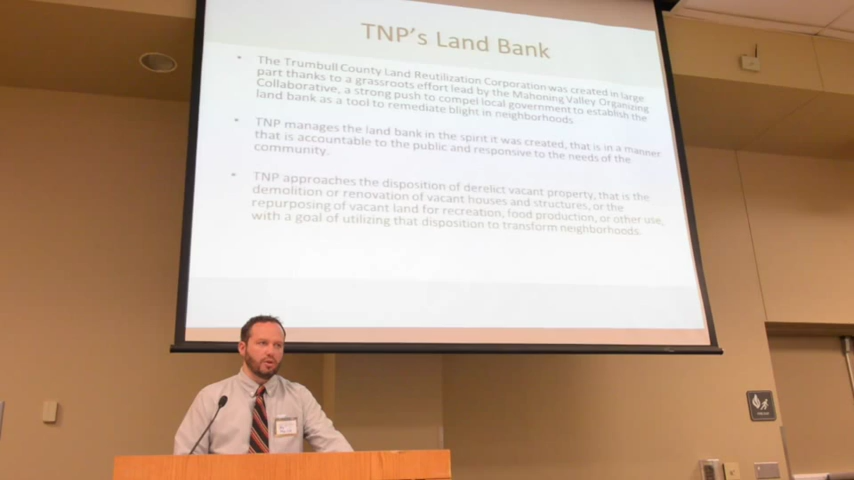 TNP's Land Bank
• The Trumbull County Land Reutilization Corporation was created in large
part thanks to a grassroots effort lead by the Mahoning Valley Organizing
Collaborative, a strong push to compel local government to establish the
land bank as a tool to remediate blight in neighborhoods
• TNP manages the land bank in the spirit it was created, that is in a manner
that is accountable to the public and responsive to the needs of the
community.
• TNP approaches the disposition of derelict vacant property, that is the
demolition or renovation of vacant houses and structures, or the
repurposing of vacant land for recreation, food production, or other use,
with a goal of utilizing that disposition to transform neighborhoods.